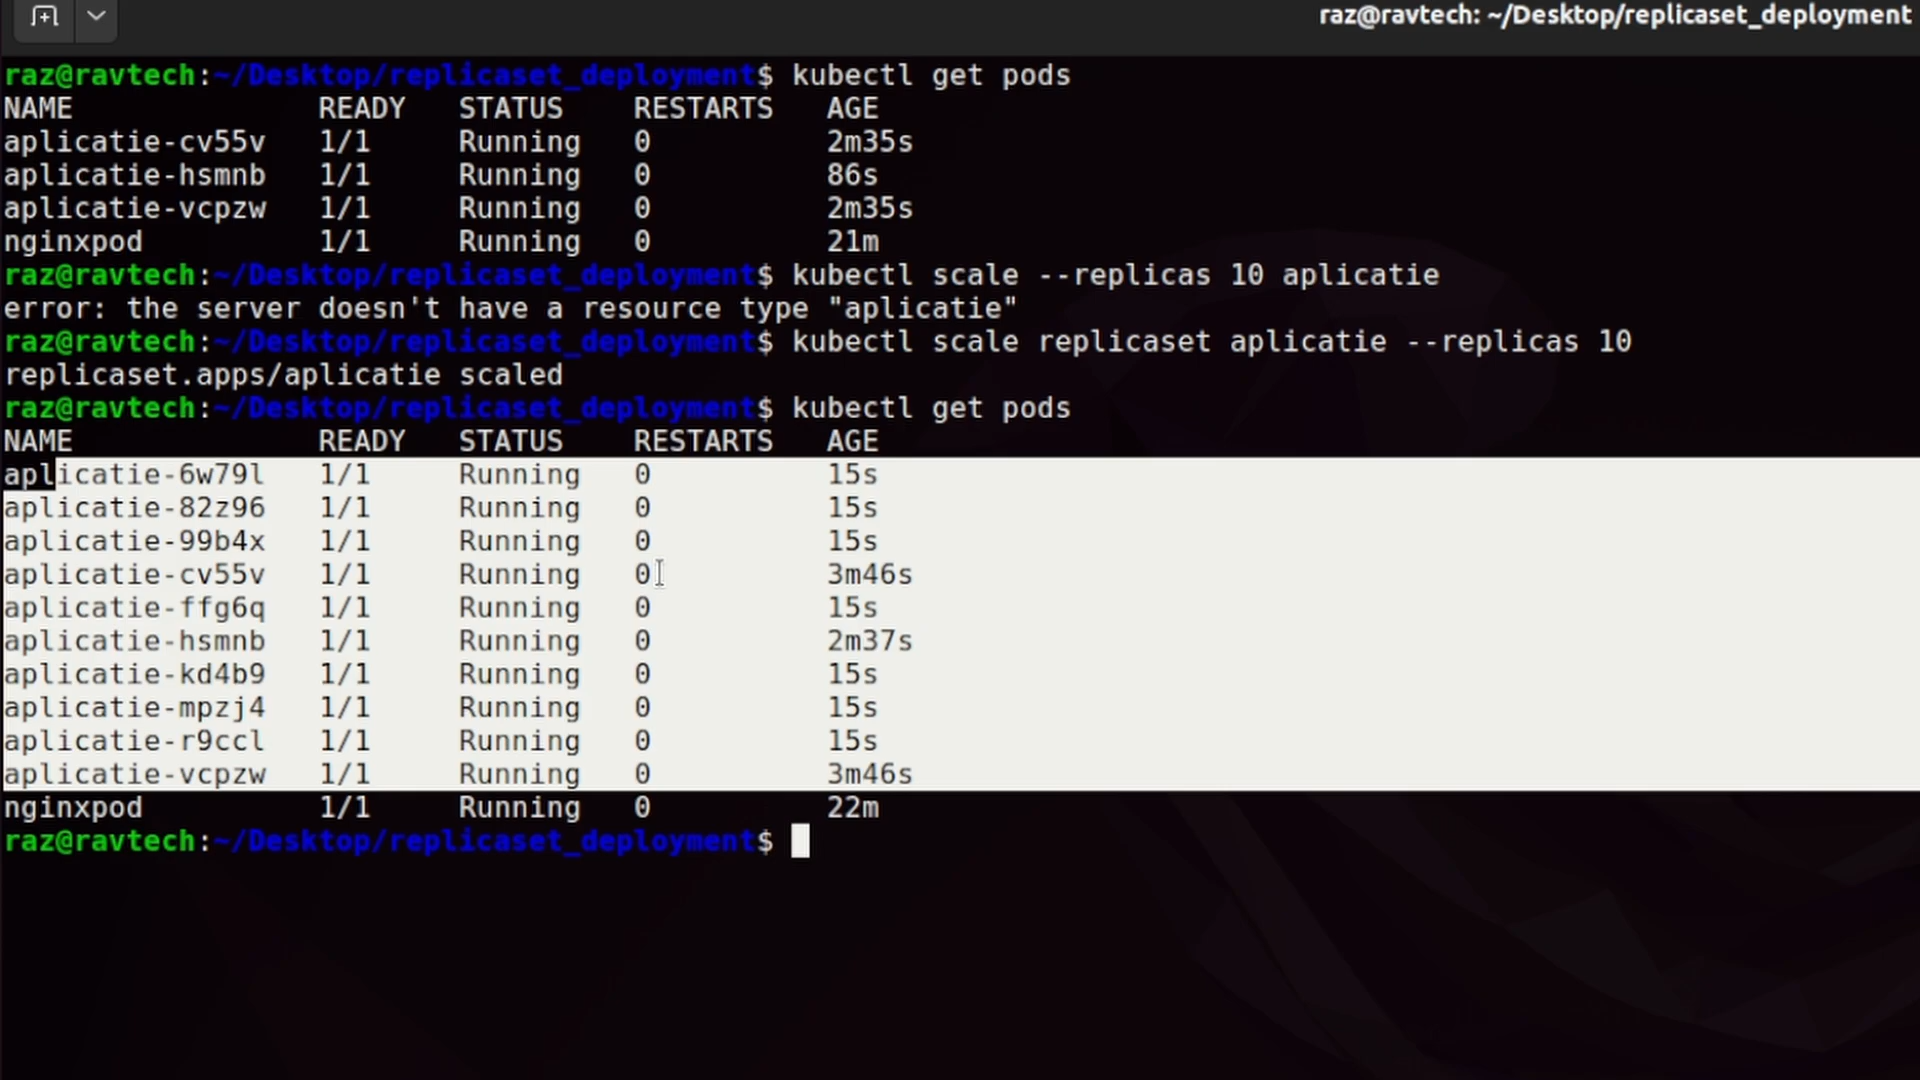 raz@ravtech: ~/Desktop/replicaset_deployment
raz@ravtech:~/Desktop/replicaset_deployment$ kubectl get pods
NAME READY STATUS RESTARTS AGE
aplicatie-cv55v 1/1 Running 0 2m35s
aplicatie-hsmnb 1/1 Running 0 86s
aplicatie-vcpzw 1/1 Running 0 2m35s
nginxpod 1/1 Running 0 21m
raz@ravtech:~/Desktop/replicaset_deployment$ kubectl scale --replicas 10 aplicatie
error: the server doesn't have a resource type "aplicatie"
raz@ravtech:~/Desktop/replicaset_deployment$ kubectl scale replicaset aplicatie --replicas 10
replicaset.apps/aplicatie scaled
raz@ravtech:~/Desktop/replicaset_deployment$ kubectl get pods
NAME READY STATUS RESTARTS AGE
aplicatie-6w79l 1/1 Running 0 15s
aplicatie-82z96 1/1 Running 0 15s
aplicatie-99b4x 1/1 Running 0 15s
aplicatie-cv55v 1/1 Running 0 3m46s
aplicatie-ffg6q 1/1 Running 0 15s
aplicatie-hsmnb 1/1 Running 0 2m37s
aplicatie-kd4b9 1/1 Running 0 15s
aplicatie-mpzj4 1/1 Running 0 15s
aplicatie-r9ccl 1/1 Running 0 15s
aplicatie-vcpzw 1/1 Running 0 3m46s
nginxpod 1/1 Running 0 22m
raz@ravtech:~/Desktop/replicaset_deployment$